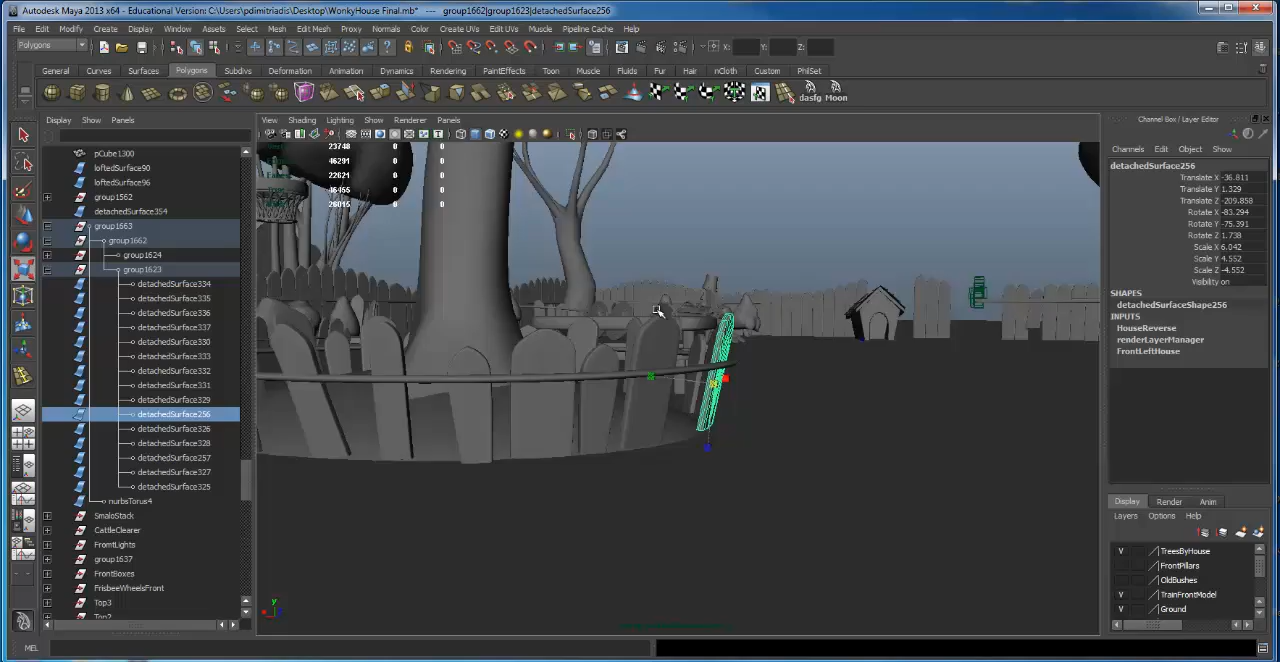 Autodesk Maya 2013 x64 - Educational Version: C:\Users\pdimitriadis\Desktop\WonkyHouse Final.mb* --- group1662|group1623|detachedSurface256
File Edit Modify Create Display Window Assets Select Mesh Edit Mesh Proxy Normals Color Create UVs Edit UVs Muscle Pipeline Cache Help
Polygons X: Y: Z:
General Curves Surfaces Polygons Subdivs Deformation Animation Dynamics Rendering PaintEffects Toon Muscle Fluids Fur Hair nCloth Custom PhilSet
dasfg Moon
Display Show Panels
View Shading Lighting Show Renderer Panels
Channel Box / Layer Editor
Channels Edit Object Show
pCube1300
loftedSurface90
loftedSurface96
group1562
detachedSurface354
group1663
group1662
group1624
group1623
detachedSurface334
detachedSurface335
detachedSurface336
detachedSurface337
detachedSurface330
detachedSurface333
detachedSurface332
detachedSurface331
detachedSurface329
detachedSurface256
detachedSurface326
detachedSurface328
detachedSurface257
detachedSurface327
detachedSurface325
nurbsTorus4
SmaloStack
CattleClearer
FromtLights
group1637
FrontBoxes
FrisbeeWheelsFront
Top3
Top2
23748 0 0
46291 0 0
22621 0 0
46455 0 0
26015 0 0
y
detachedSurface256
Translate X -36.811
Translate Y 1.329
Translate Z -209.858
Rotate X -83.294
Rotate Y -75.391
Rotate Z 1.738
Scale X 6.042
Scale Y 4.552
Scale Z -4.552
Visibility on
SHAPES
detachedSurfaceShape256
INPUTS
HouseReverse
renderLayerManager
FrontLeftHouse
Display Render Anim
Layers Options Help
V TreesByHouse
FrontPillars
OldBushes
V TrainFrontModel
V Ground
MEL